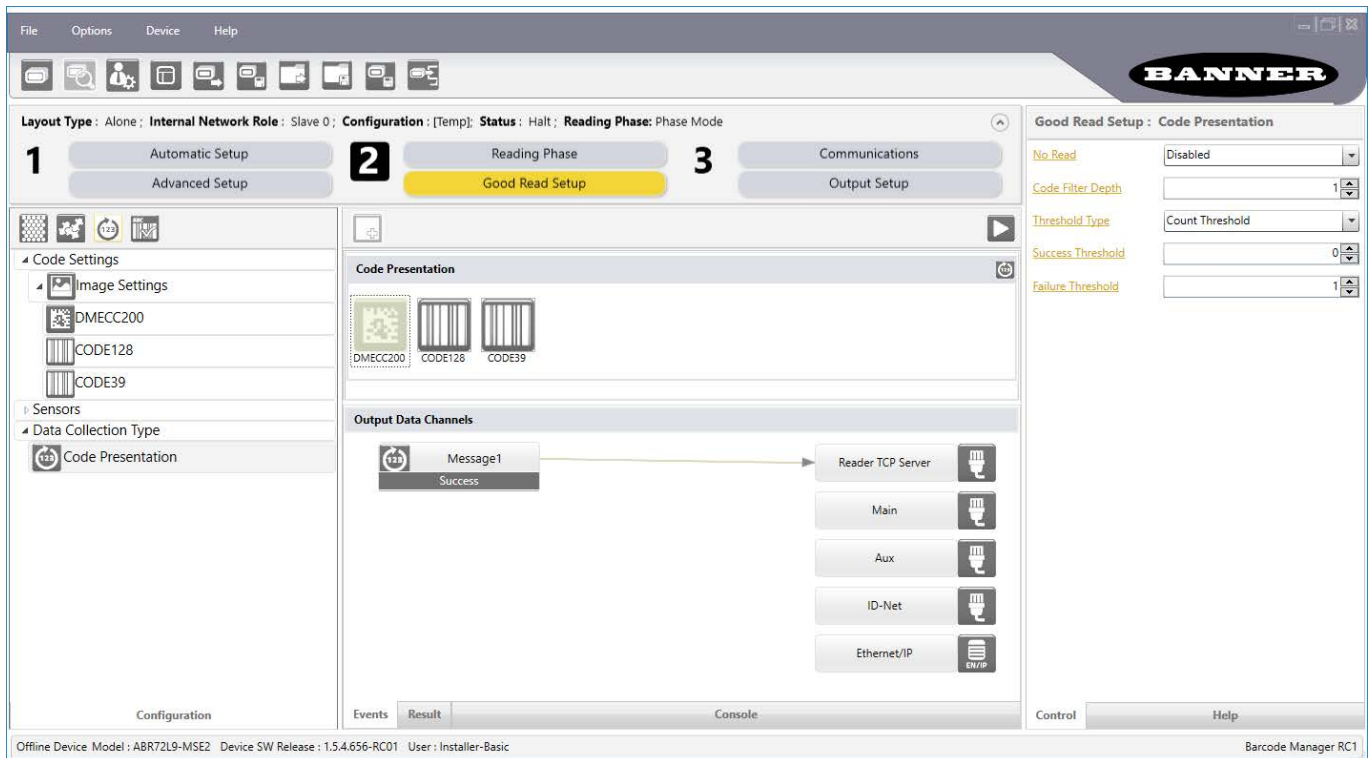 File Options Device Help
BANNER
Layout Type : Alone ; Internal Network Role : Slave 0 ; Configuration : [Temp]; Status : Halt ; Reading Phase: Phase Mode
1
Automatic Setup
Advanced Setup
2
Reading Phase
Good Read Setup
3
Communications
Output Setup
Code Settings
Image Settings
DMECC200
CODE128
CODE39
Sensors
Data Collection Type
123 Code Presentation
Configuration
Code Presentation
123
DMECC200 CODE128 CODE39
Output Data Channels
123 Message1
Success
Reader TCP Server
Main
Aux
ID-Net
Ethernet/IP
EN/IP
Events Result Console
Good Read Setup : Code Presentation
No Read Disabled
Code Filter Depth 1
Threshold Type Count Threshold
Success Threshold 0
Failure Threshold 1
Control Help
Offline Device Model : ABR72L9-MSE2 Device SW Release : 1.5.4.656-RC01 User : Installer-Basic
Barcode Manager RC1